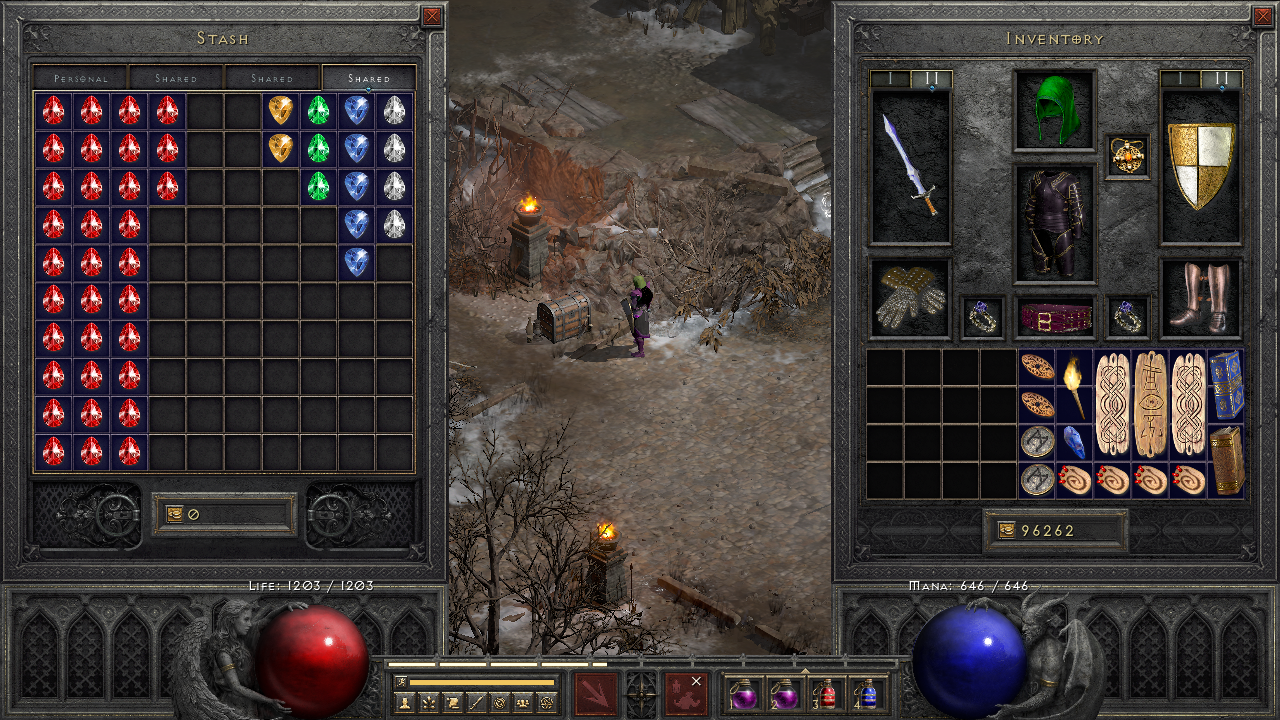 Stash
Personal
Shared
Shared
Shared
0
Inventory
I
II
I
II
96262
Life: 1203 / 1203
Mana: 646 / 646
1
2
3
4